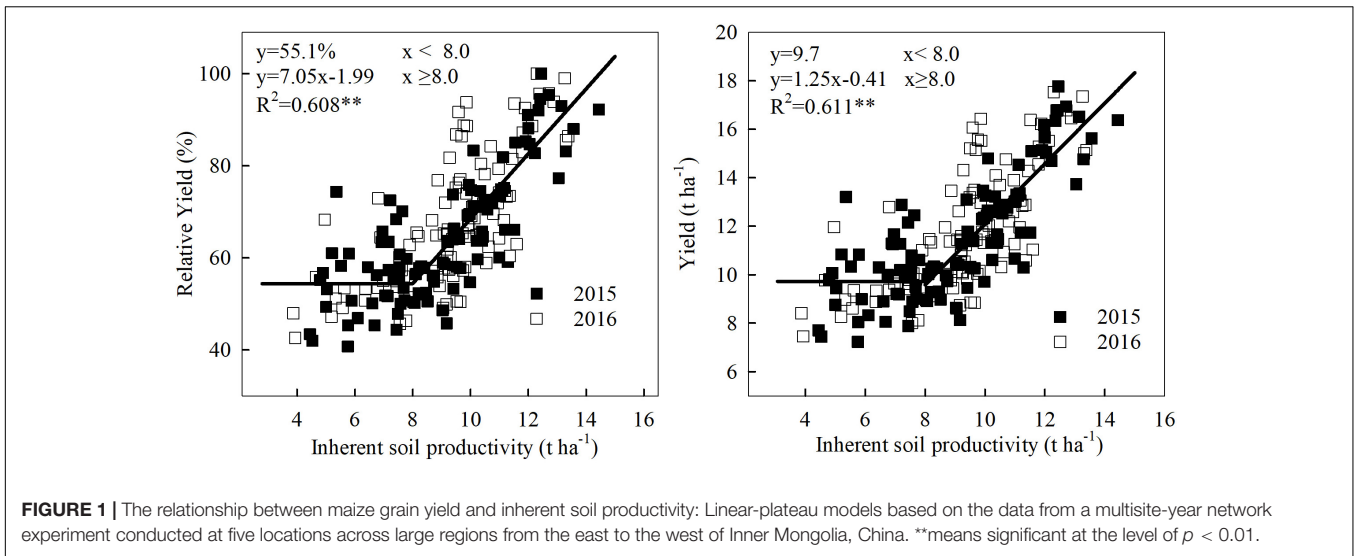 y=55.1% x < 8.0
y=7.05x-1.99 x ≥8.0
R²=0.608**
Relative Yield (%)
100
80
60
40
2015
2016
4 6 8 10 12 14 16
Inherent soil productivity (t ha⁻¹)
y=9.7 x< 8.0
y=1.25x-0.41 x≥8.0
R²=0.611**
Yield (t ha⁻¹)
20
18
16
14
12
10
8
6
2015
2016
4 6 8 10 12 14 16
Inherent soil productivity (t ha⁻¹)
FIGURE 1 | The relationship between maize grain yield and inherent soil productivity: Linear-plateau models based on the data from a multisite-year network
experiment conducted at five locations across large regions from the east to the west of Inner Mongolia, China. **means significant at the level of p < 0.01.